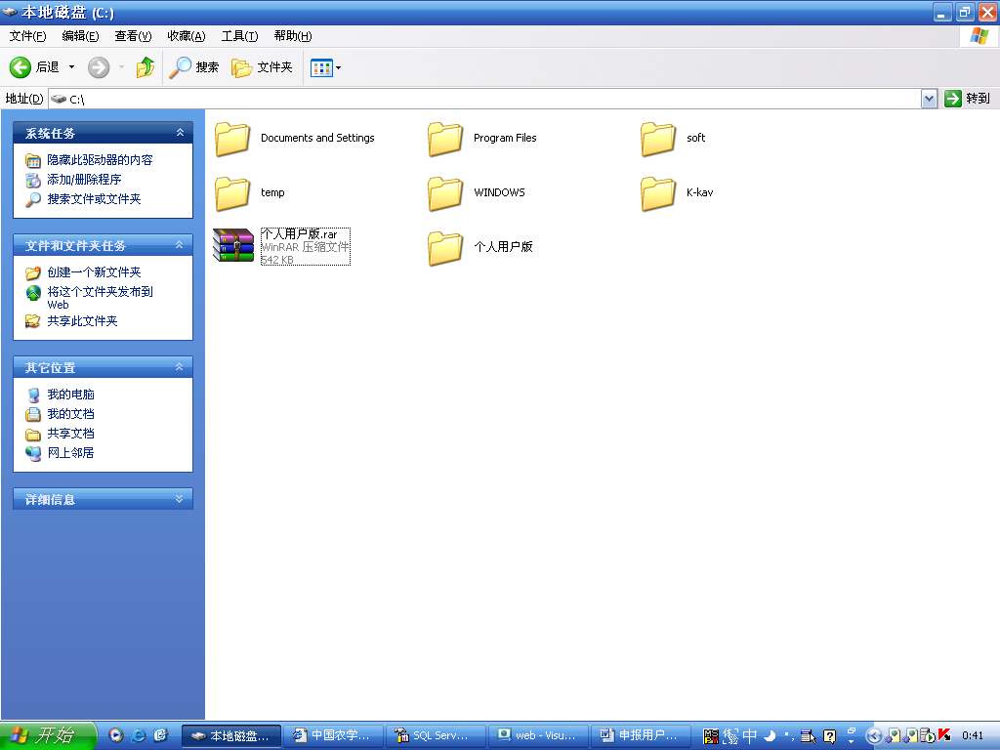 本地磁盘 (C:)
文件(F) 编辑(E) 查看(V) 收藏(A) 工具(T) 帮助(H)
后退 搜索 文件夹
地址(D) C:\ 转到
系统任务
隐藏此驱动器的内容
添加/删除程序
搜索文件或文件夹
文件和文件夹任务
创建一个新文件夹
将这个文件夹发布到
Web
共享此文件夹
其它位置
我的电脑
我的文档
共享文档
网上邻居
详细信息
Documents and Settings Program Files soft
temp WINDOWS K-kav
个人用户版.rar
WinRAR 压缩文件
542 KB
个人用户版
开始 本地磁盘... 中国农学... SQL Serv... web - Visu... 申报用户... 中 0:41